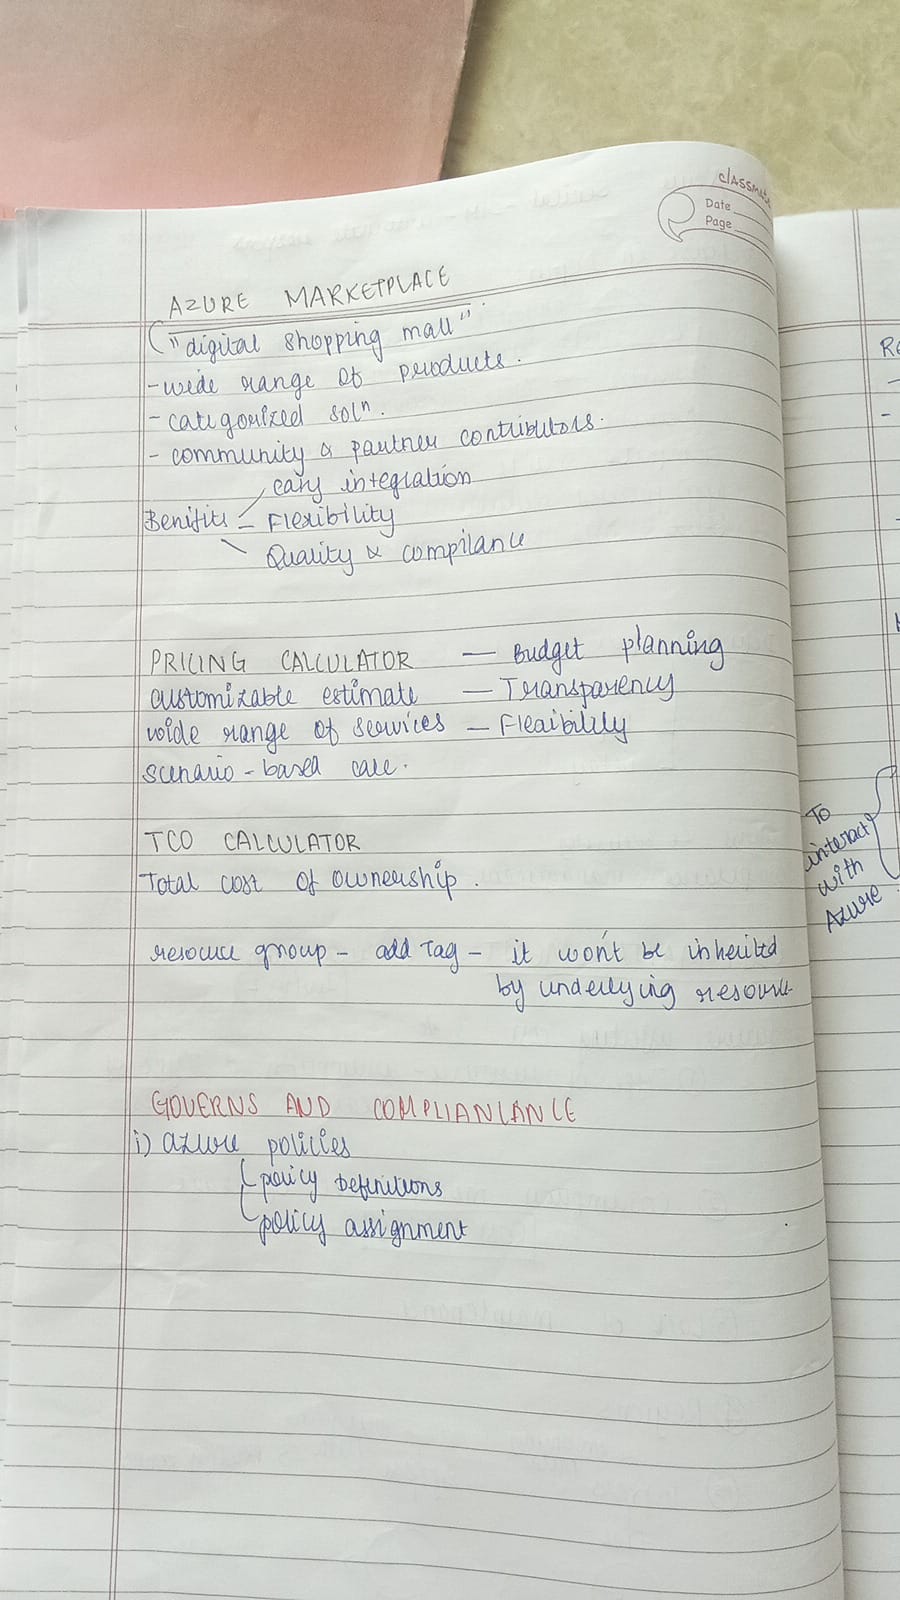 classmate
Date
Page
AZURE MARKETPLACE
("digital shopping mall"
- wide range of products.
- categorized solⁿ.
- community & partner contributors.
easy integration
Benifits - Flexibility
Quality & compilance
PRICING CALCULATOR — Budget planning
customizable estimate — Transparency
wide range of services — Flexibility
scenario - based calc.
TCO CALCULATOR
Total cost of ownership.
resource group - add Tag - it won't be inherited
by underlying resource
GOVERNS AND COMPLIANIANCE
i) azure policies
policy Definitions
policy assignment
To
interact
with
Azure